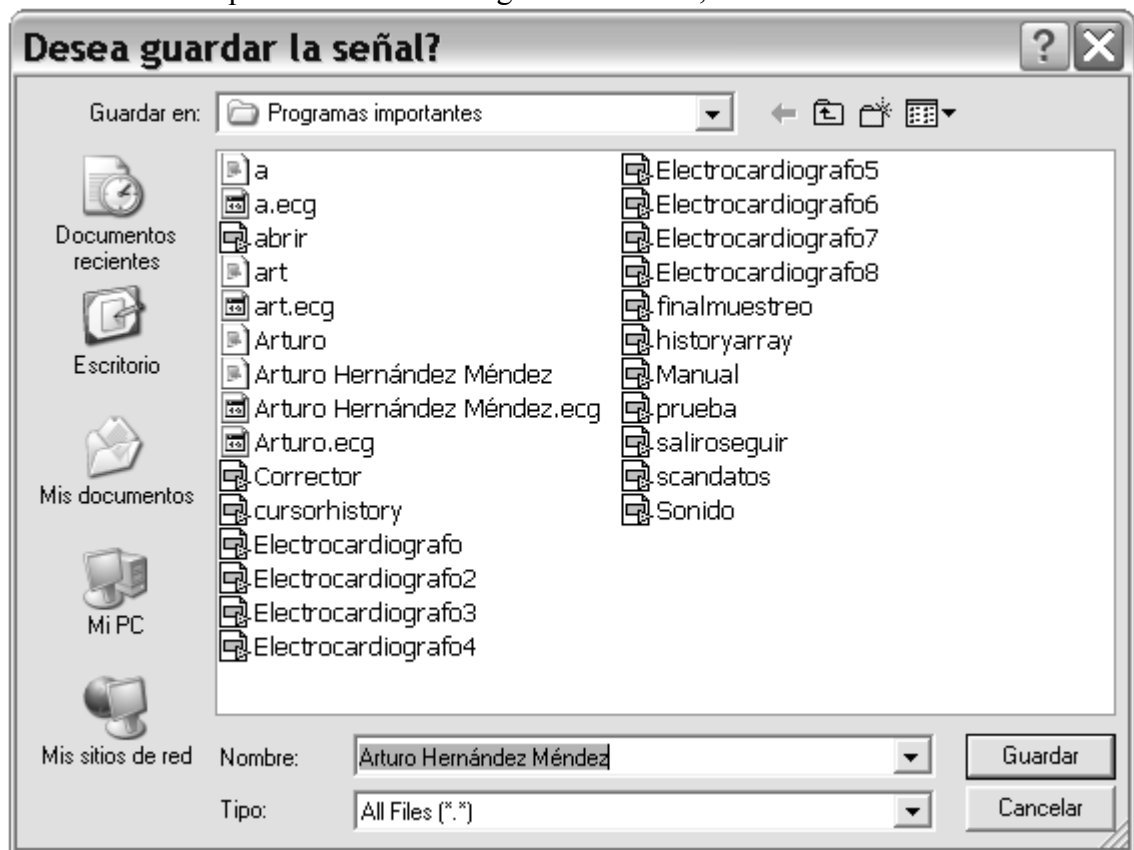 Desea guardar la señal?
Guardar en:
Programas importantes
Documentos
recientes
Escritorio
Mis documentos
Mi PC
Mis sitios de red
a
a.ecg
abrir
art
art.ecg
Arturo
Arturo Hernández Méndez
Arturo Hernández Méndez.ecg
Arturo.ecg
Corrector
cursorhistory
Electrocardiografo
Electrocardiografo2
Electrocardiografo3
Electrocardiografo4
Electrocardiografo5
Electrocardiografo6
Electrocardiografo7
Electrocardiografo8
finalmuestreo
historyarray
Manual
prueba
saliroseguir
scandatos
Sonido
Nombre:
Arturo Hernández Méndez
Guardar
Tipo:
All Files (*.*)
Cancelar